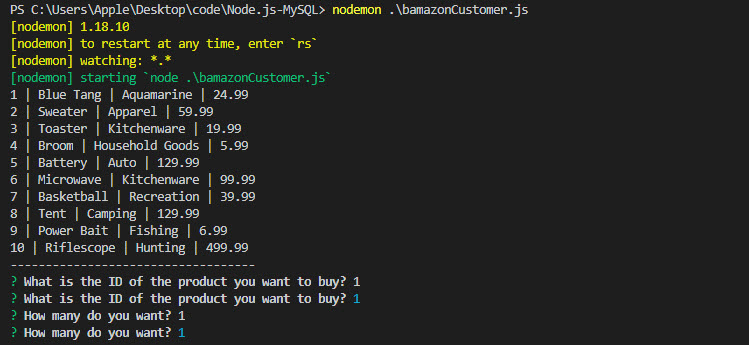 PS C:\Users\Apple\Desktop\code\Node.js-MySQL> nodemon .\bamazonCustomer.js
[nodemon] 1.18.10
[nodemon] to restart at any time, enter `rs`
[nodemon] watching: *.*
[nodemon] starting `node .\bamazonCustomer.js`
1 | Blue Tang | Aquamarine | 24.99
2 | Sweater | Apparel | 59.99
3 | Toaster | Kitchenware | 19.99
4 | Broom | Household Goods | 5.99
5 | Battery | Auto | 129.99
6 | Microwave | Kitchenware | 99.99
7 | Basketball | Recreation | 39.99
8 | Tent | Camping | 129.99
9 | Power Bait | Fishing | 6.99
10 | Riflescope | Hunting | 499.99
-----------------------------------
? What is the ID of the product you want to buy? 1
? What is the ID of the product you want to buy? 1
? How many do you want? 1
? How many do you want? 1